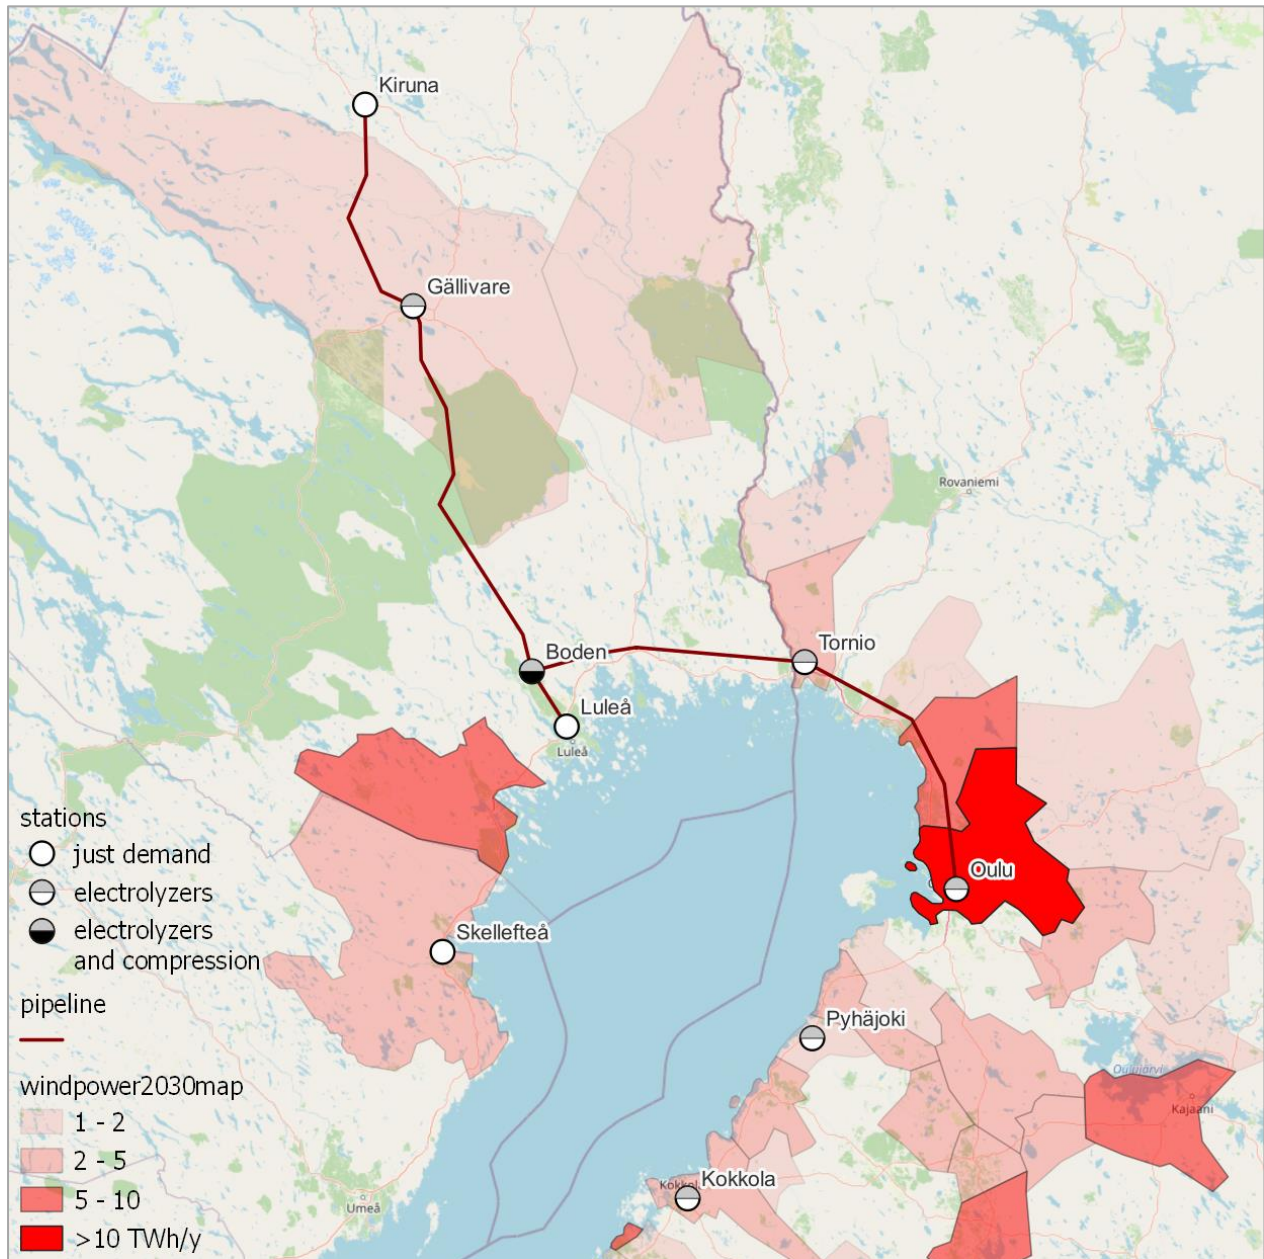 Kiruna
Gällivare
Rovaniemi
Boden
Tornio
Luleå
Luleå
stations
just demand
electrolyzers
electrolyzers
and compression
pipeline
windpower2030map
1 - 2
2 - 5
5 - 10
>10 TWh/y
Oulu
Skellefteå
Pyhäjoki
Oulujärvi
Kajaani
Kokkola
Umeå